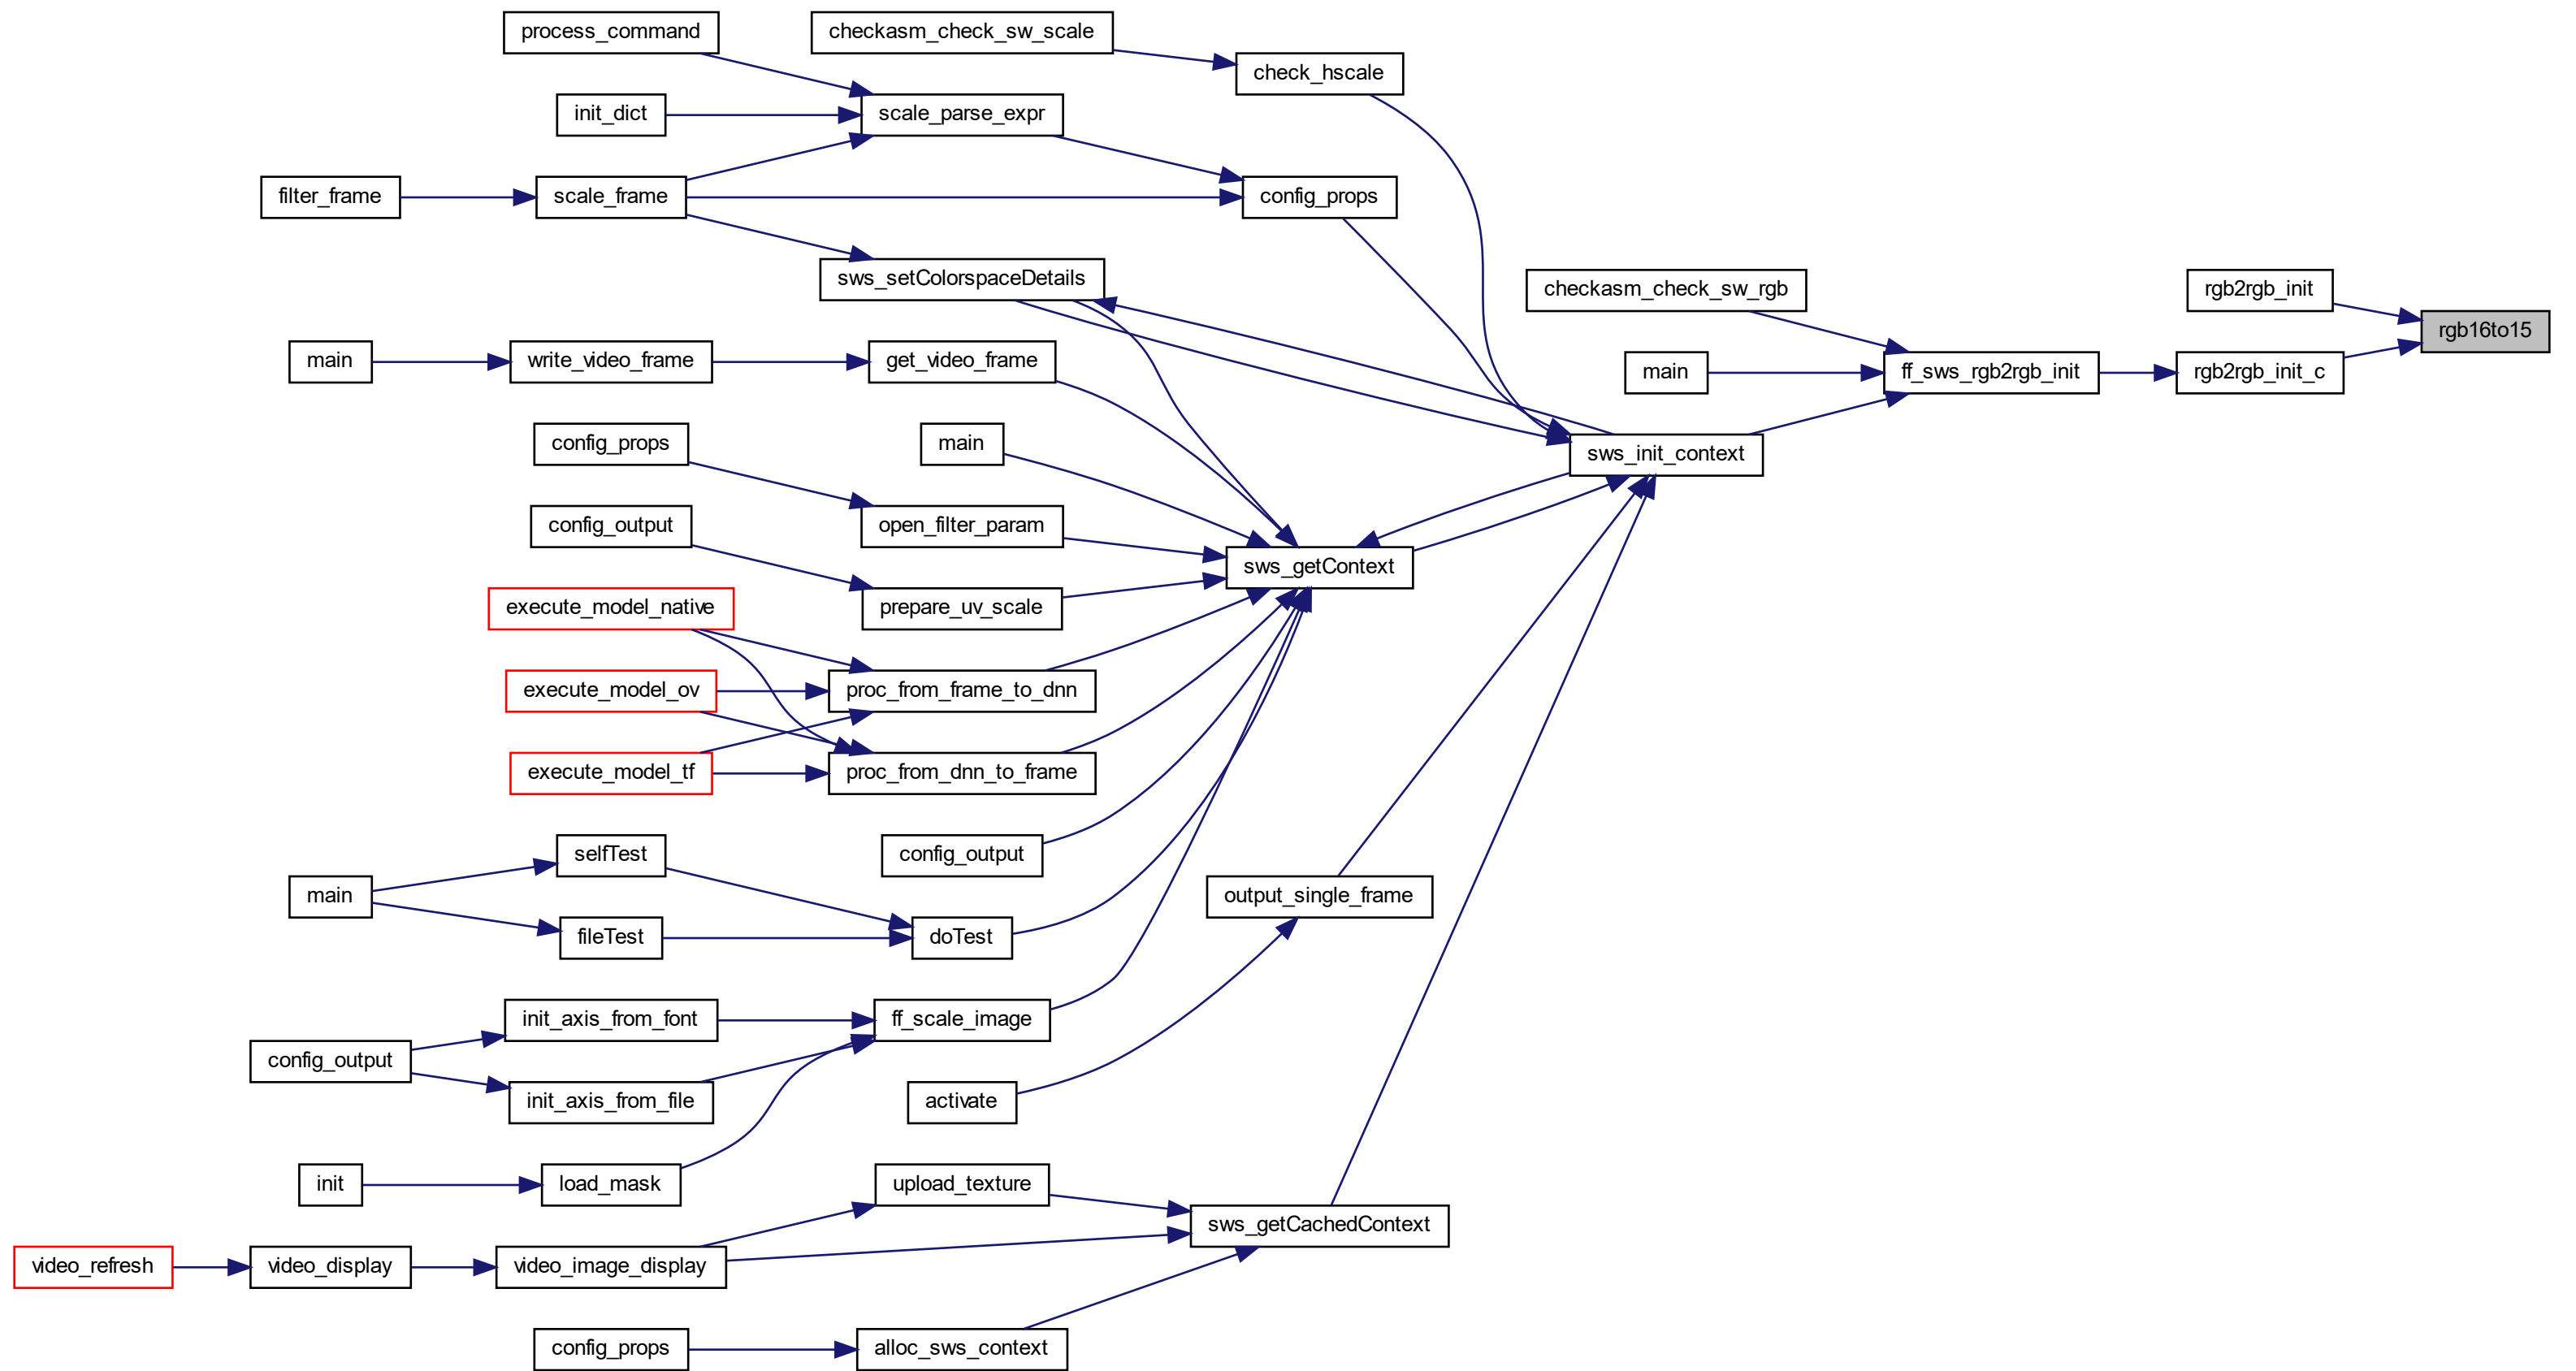 process_command
checkasm_check_sw_scale
check_hscale
init_dict
scale_parse_expr
filter_frame
scale_frame
config_props
sws_setColorspaceDetails
checkasm_check_sw_rgb
rgb2rgb_init
rgb16to15
main
write_video_frame
get_video_frame
main
ff_sws_rgb2rgb_init
rgb2rgb_init_c
config_props
main
sws_init_context
config_output
open_filter_param
sws_getContext
execute_model_native
prepare_uv_scale
execute_model_ov
proc_from_frame_to_dnn
execute_model_tf
proc_from_dnn_to_frame
selfTest
config_output
main
output_single_frame
fileTest
doTest
init_axis_from_font
ff_scale_image
config_output
init_axis_from_file
activate
init
load_mask
upload_texture
sws_getCachedContext
video_refresh
video_display
video_image_display
config_props
alloc_sws_context